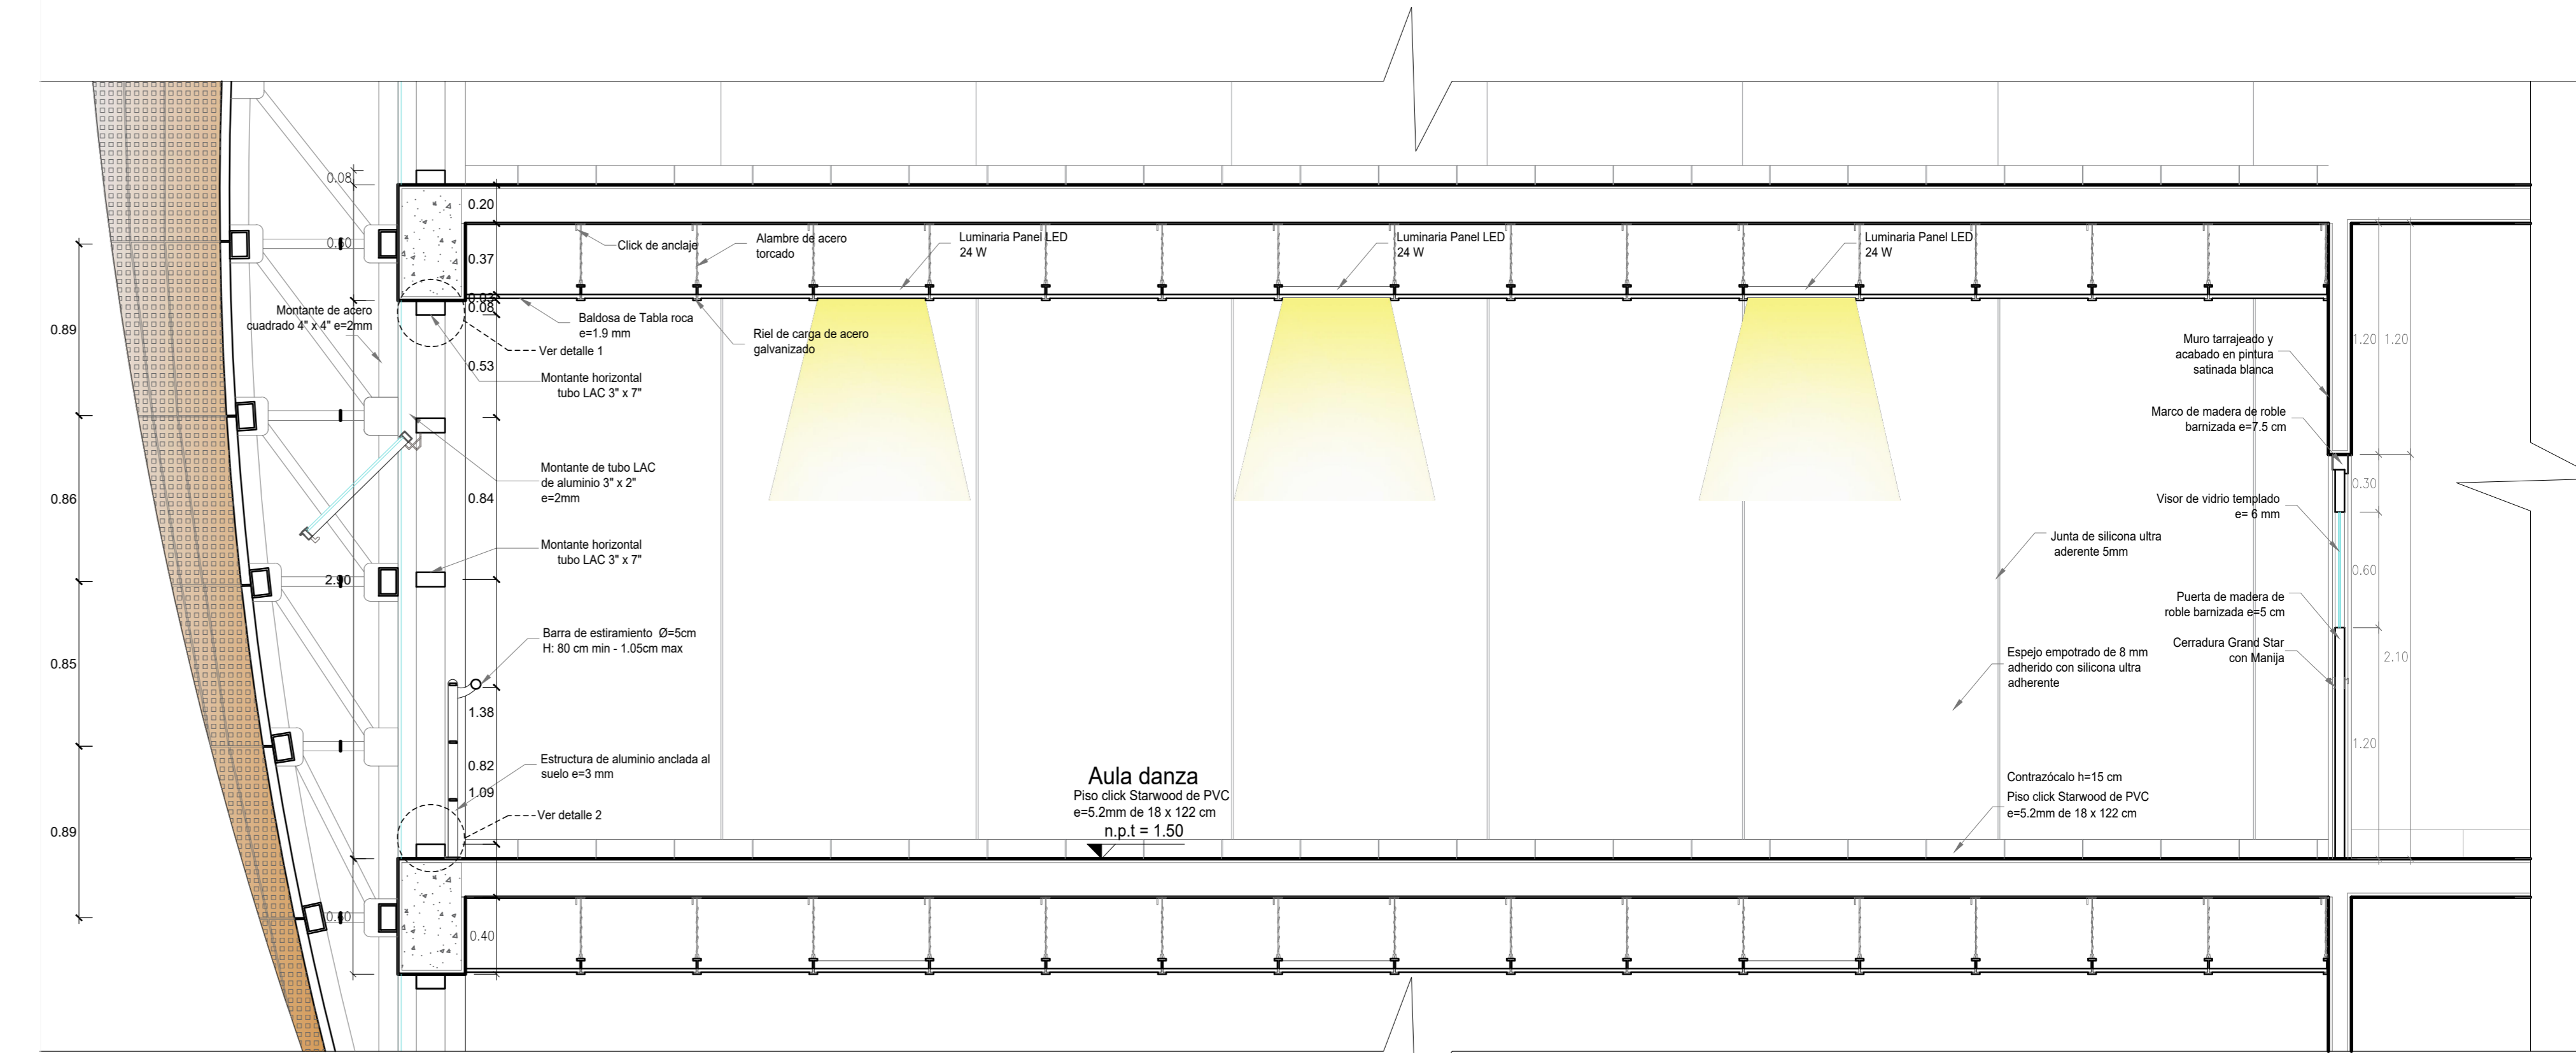 0.08
0.20
Click de anclaje
Alambre de acero
torcado
Luminaria Panel LED
24 W
Luminaria Panel LED
24 W
Luminaria Panel LED
24 W
0.37
0.08
Montante de acero
cuadrado 4" x 4" e=2mm
0.89
Baldosa de Tabla roca
e=1.9 mm
Riel de carga de acero
galvanizado
Ver detalle 1
0.53
Montante horizontal
tubo LAC 3" x 7"
Muro tarrajeado y
acabado en pintura
satinada blanca
1.20
1.20
Marco de madera de roble
barnizada e=7.5 cm
Montante de tubo LAC
de aluminio 3" x 2"
e=2mm
0.86
0.84
0.30
Visor de vidrio templado
e= 6 mm
Junta de silicona ultra
aderente 5mm
Montante horizontal
tubo LAC 3" x 7"
2.90
0.60
Puerta de madera de
roble barnizada e=5 cm
Barra de estiramiento Ø=5cm
H: 80 cm min - 1.05cm max
Cerradura Grand Star
con Manija
0.85
Espejo empotrado de 8 mm
adherido con silicona ultra
adherente
2.10
1.38
1.20
Estructura de aluminio anclada al
suelo e=3 mm
0.82
1.09
Aula danza
Piso click Starwood de PVC
e=5.2mm de 18 x 122 cm
n.p.t = 1.50
Contrazócalo h=15 cm
Piso click Starwood de PVC
e=5.2mm de 18 x 122 cm
Ver detalle 2
0.89
0.40